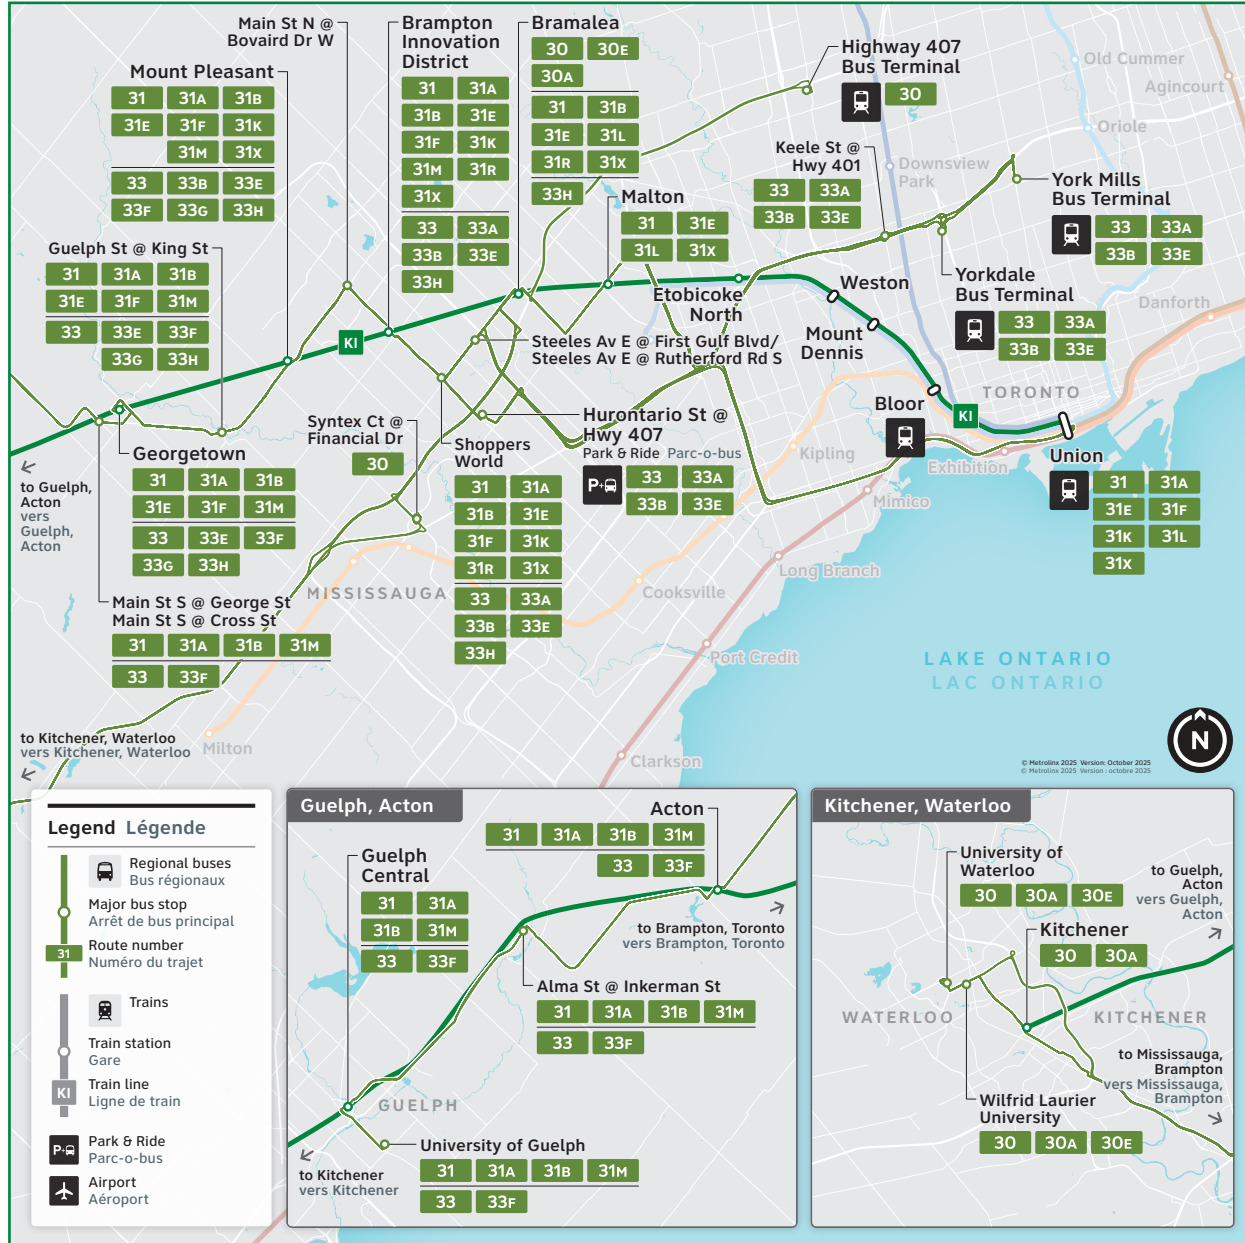 Main St N @
Bovaird Dr W
Mount Pleasant
31 31A 31B
31E 31F 31K
31M 31X
33 33B 33E
33F 33G 33H
Brampton
Innovation
District
31 31A
31B 31E
31F 31K
31M 31R
31X
33 33A
33B 33E
33H
Bramalea
30 30E
30A
31 31B
31E 31L
31R 31X
33H
Highway 407
Bus Terminal
30
Old Cummer
Agincourt
Oriole
Downsview
Park
Keele St @
Hwy 401
33 33A
33B 33E
York Mills
Bus Terminal
33 33A
33B 33E
Malton
31 31E
31L 31X
Guelph St @ King St
31 31A 31B
31E 31F 31M
33 33E 33F
33G 33H
Yorkdale
Bus Terminal
33 33A
33B 33E
Danforth
Etobicoke
North
Weston
Mount
Dennis
KI
Steeles Av E @ First Gulf Blvd/
Steeles Av E @ Rutherford Rd S
TORONTO
Bloor
KI
Syntex Ct @
Financial Dr
30
Hurontario St @
Hwy 407
Park & Ride Parc-o-bus
P+
33 33A
33B 33E
Kipling
Exhibition
Mimico
Union
31 31A
31E 31F
31K 31L
31X
to Guelph,
Acton
vers
Guelph,
Acton
Georgetown
31 31A 31B
31E 31F 31M
33 33E 33F
33G 33H
Shoppers
World
31 31A
31B 31E
31F 31K
31R 31X
33 33A
33B 33E
33H
MISSISSAUGA
Cooksville
Long Branch
Port Credit
Main St S @ George St
Main St S @ Cross St
31 31A 31B 31M
33 33F
LAKE ONTARIO
LAC ONTARIO
to Kitchener, Waterloo
vers Kitchener, Waterloo
Milton
Clarkson
N
© Metrolinx 2025 Version: October 2025
© Metrolinx 2025 Version : octobre 2025
Legend Légende
Regional buses
Bus régionaux
Major bus stop
Arrêt de bus principal
31
Route number
Numéro du trajet
Trains
Train station
Gare
KI
Train line
Ligne de train
P+
Park & Ride
Parc-o-bus
Airport
Aéroport
Guelph, Acton
Acton
31 31A 31B 31M
33 33F
Guelph
Central
31 31A
31B 31M
33 33F
to Brampton, Toronto
vers Brampton, Toronto
Alma St @ Inkerman St
31 31A 31B 31M
33 33F
GUELPH
University of Guelph
31 31A 31B 31M
33 33F
to Kitchener
vers Kitchener
Kitchener, Waterloo
University of
Waterloo
30 30A 30E
to Guelph,
Acton
vers Guelph,
Acton
Kitchener
30 30A
WATERLOO
KITCHENER
to Mississauga,
Brampton
vers Mississauga,
Brampton
Wilfrid Laurier
University
30 30A 30E